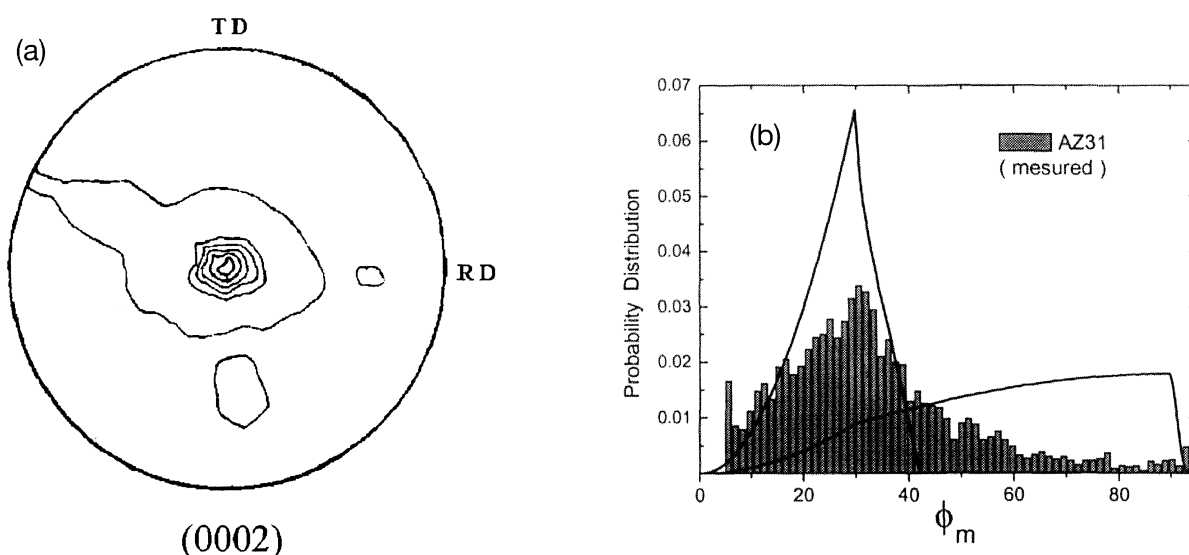 (a)
TD
RD
(0002)
(b)
AZ31
( mesured )
Probability Distribution
0.07
0.06
0.05
0.04
0.03
0.02
0.01
0 20 40 60 80
ϕm